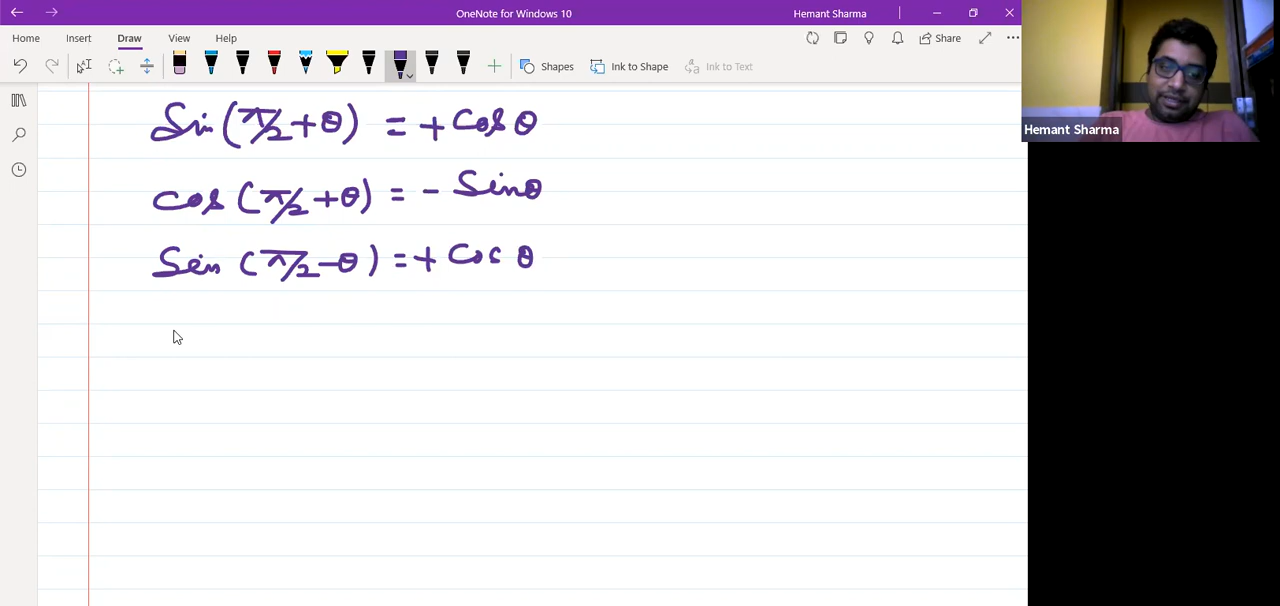 OneNote for Windows 10
Hemant Sharma
Home Insert Draw View Help
Share
Shapes Ink to Shape Ink to Text
Sin(π/2+θ) = + Cosθ
cos(π/2+θ) = - Sinθ
Sin (π/2-θ) = + Cos θ
Hemant Sharma